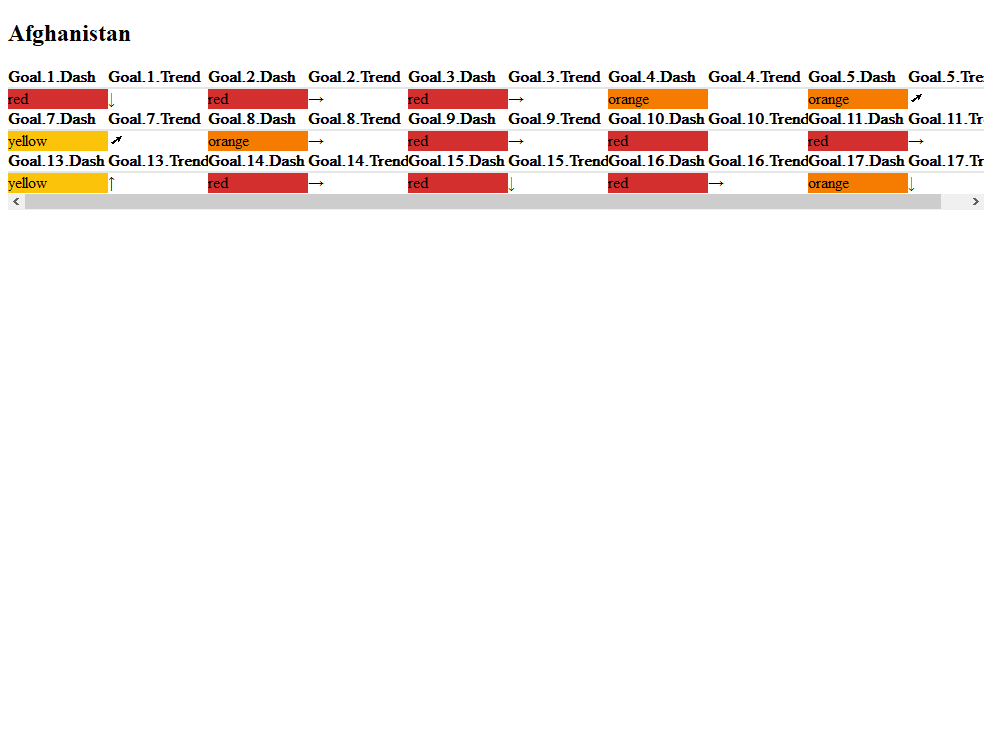 Afghanistan
Goal.1.Dash Goal.1.Trend Goal.2.Dash Goal.2.Trend Goal.3.Dash Goal.3.Trend Goal.4.Dash Goal.4.Trend Goal.5.Dash Goal.5.Tre
red ↓ red → red → orange orange ➚
Goal.7.Dash Goal.7.Trend Goal.8.Dash Goal.8.Trend Goal.9.Dash Goal.9.Trend Goal.10.Dash Goal.10.Trend Goal.11.Dash Goal.11.Tr
yellow ➚ orange → red → red red →
Goal.13.Dash Goal.13.Trend Goal.14.Dash Goal.14.Trend Goal.15.Dash Goal.15.Trend Goal.16.Dash Goal.16.Trend Goal.17.Dash Goal.17.Tr
yellow ↑ red → red ↓ red → orange ↓